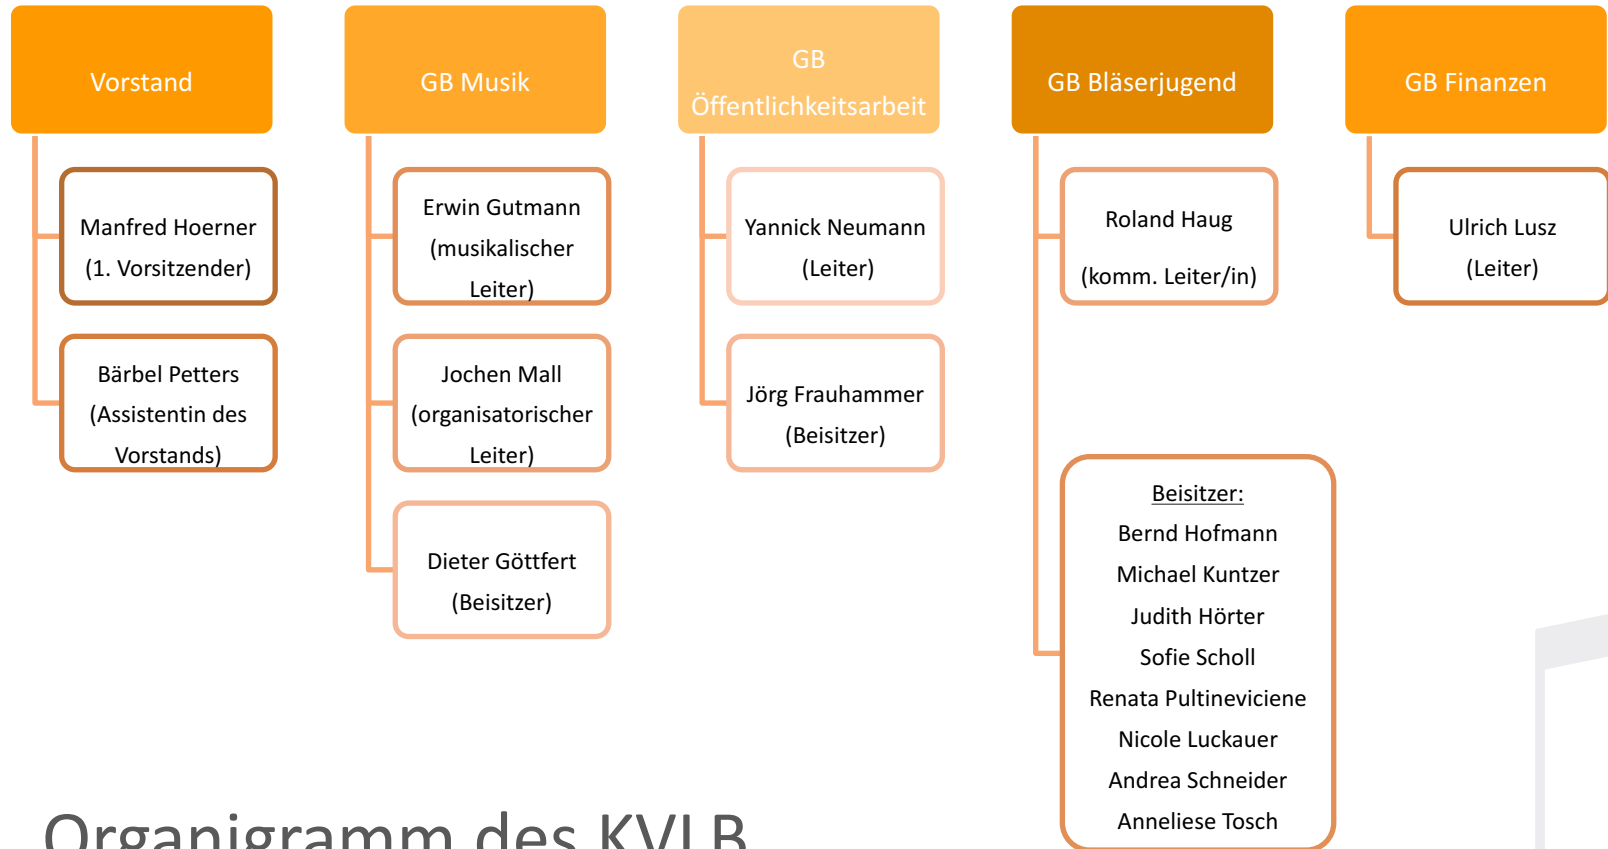 Vorstand
Manfred Hoerner
(1. Vorsitzender)
Bärbel Petters
(Assistentin des
Vorstands)
GB Musik
Erwin Gutmann
(musikalischer
Leiter)
Jochen Mall
(organisatorischer
Leiter)
Dieter Göttfert
(Beisitzer)
GB
Öffentlichkeitsarbeit
Yannick Neumann
(Leiter)
Jörg Frauhammer
(Beisitzer)
GB Bläserjugend
Roland Haug
(komm. Leiter/in)
Beisitzer:
Bernd Hofmann
Michael Kuntzer
Judith Hörter
Sofie Scholl
Renata Pultineviciene
Nicole Luckauer
Andrea Schneider
Anneliese Tosch
GB Finanzen
Ulrich Lusz
(Leiter)
Organigramm des KVLB